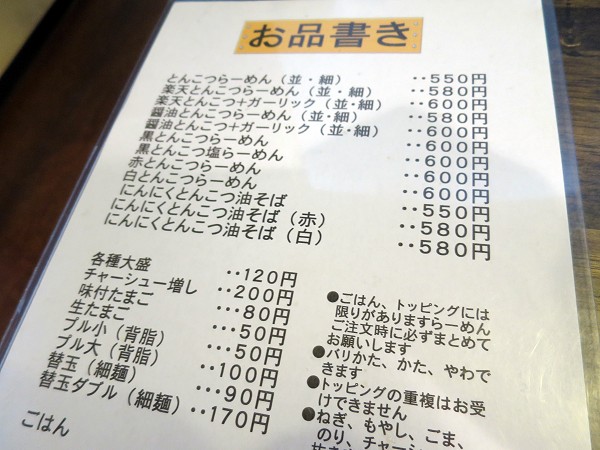 お品書き
とんこつらーめん（並・細） ‥550円
楽天とんこつらーめん（並・細） ‥580円
楽天とんこつ+ガーリック（並・細） ‥600円
醤油とんこつらーめん（並・細） ‥580円
醤油とんこつ+ガーリック（並・細） ‥600円
黒とんこつらーめん ‥600円
黒とんこつ塩らーめん ‥600円
赤とんこつらーめん ‥600円
白とんこつらーめん ‥600円
にんにくとんこつ油そば ‥550円
にんにくとんこつ油そば（赤） ‥580円
にんにくとんこつ油そば（白） ‥580円
各種大盛 ‥120円
チャーシュー増し ‥200円
味付たまご ‥80円
生たまご ‥50円
ブル小（背脂） ‥50円
ブル大（背脂） ‥100円
替玉（細麺） ‥90円
替玉ダブル（細麺） ‥170円
ごはん
●ごはん、トッピングには
限りがありますらーめん
ご注文時に必ずまとめて
お願いします
●バリかた、かた、やわで
きます
●トッピングの重複はお受
けできません
●ねぎ、もやし、ごま、
のり、チャーシ